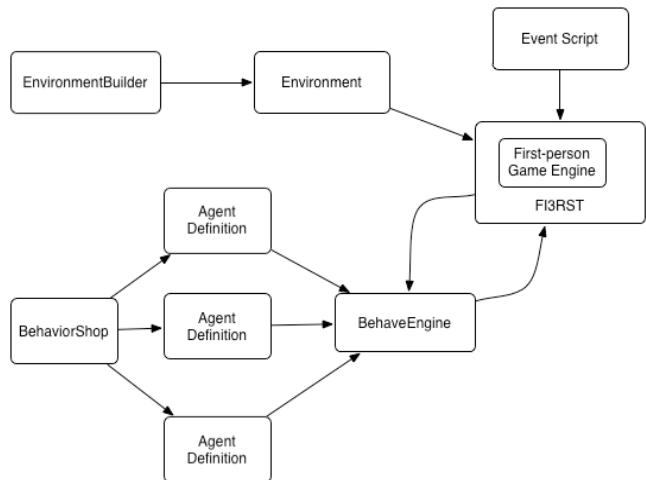 Event Script
EnvironmentBuilder
Environment
First-person
Game Engine
FI3RST
Agent
Definition
BehaviorShop
Agent
Definition
BehaveEngine
Agent
Definition